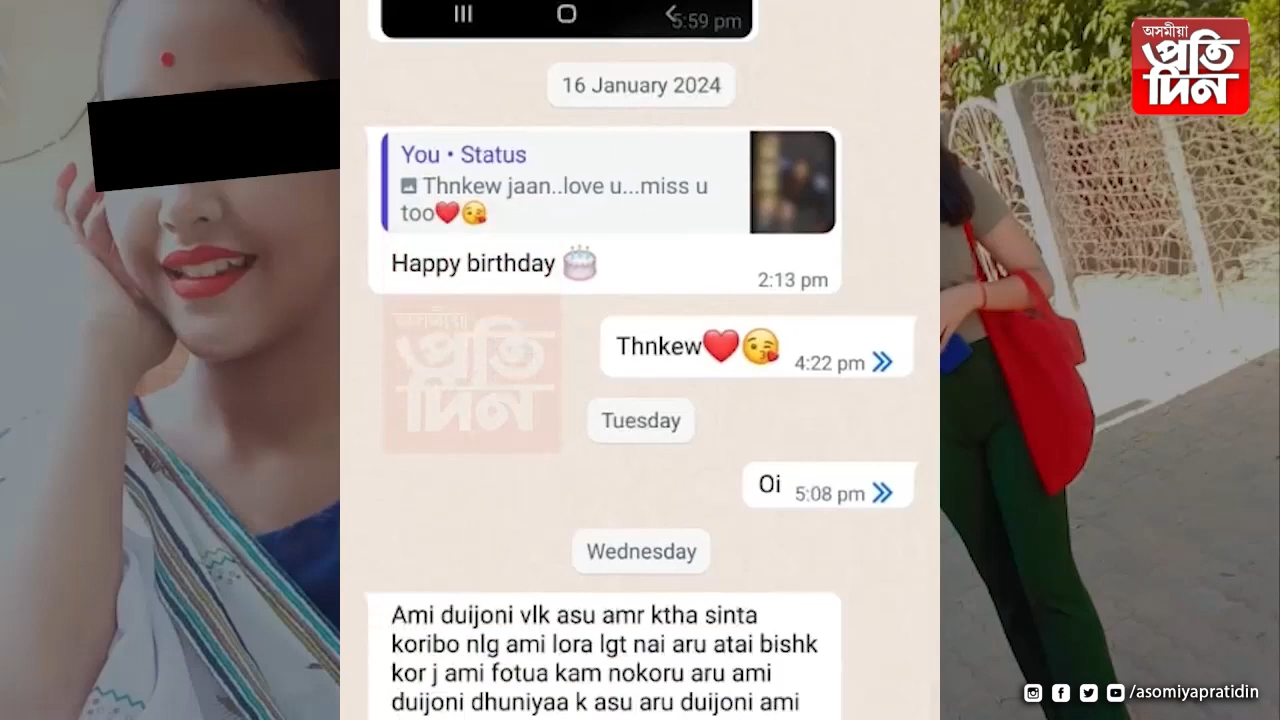 5:59 pm
16 January 2024
You • Status
Thnkew jaan..love u...miss u
too❤️😘
Happy birthday 🎂
2:13 pm
Thnkew❤️😘 4:22 pm
Tuesday
Oi 5:08 pm
Wednesday
Ami duijoni vlk asu amr ktha sinta
koribo nlg ami lora lgt nai aru atai bishk
kor j ami fotua kam nokoru aru ami
duijoni dhuniyaa k asu aru duijoni ami
অসমীয়া
প্ৰতি
দিন
অসমীয়া
প্ৰতি
দিন
/asomiyapratidin